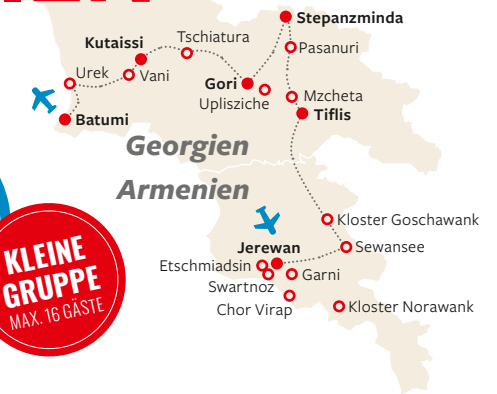 Stepanzminda
Tschiatura
Kutaissi
Pasanuri
Urek
Vani
Gori
Uplisziche
Mzcheta
Tiflis
Batumi
Georgien
Armenien
Kloster Goschawank
KLEINE
GRUPPE
MAX. 16 GÄSTE
Jerewan
Sewansee
Etschmiadsin
Garni
Swartnoz
Chor Virap
Kloster Norawank